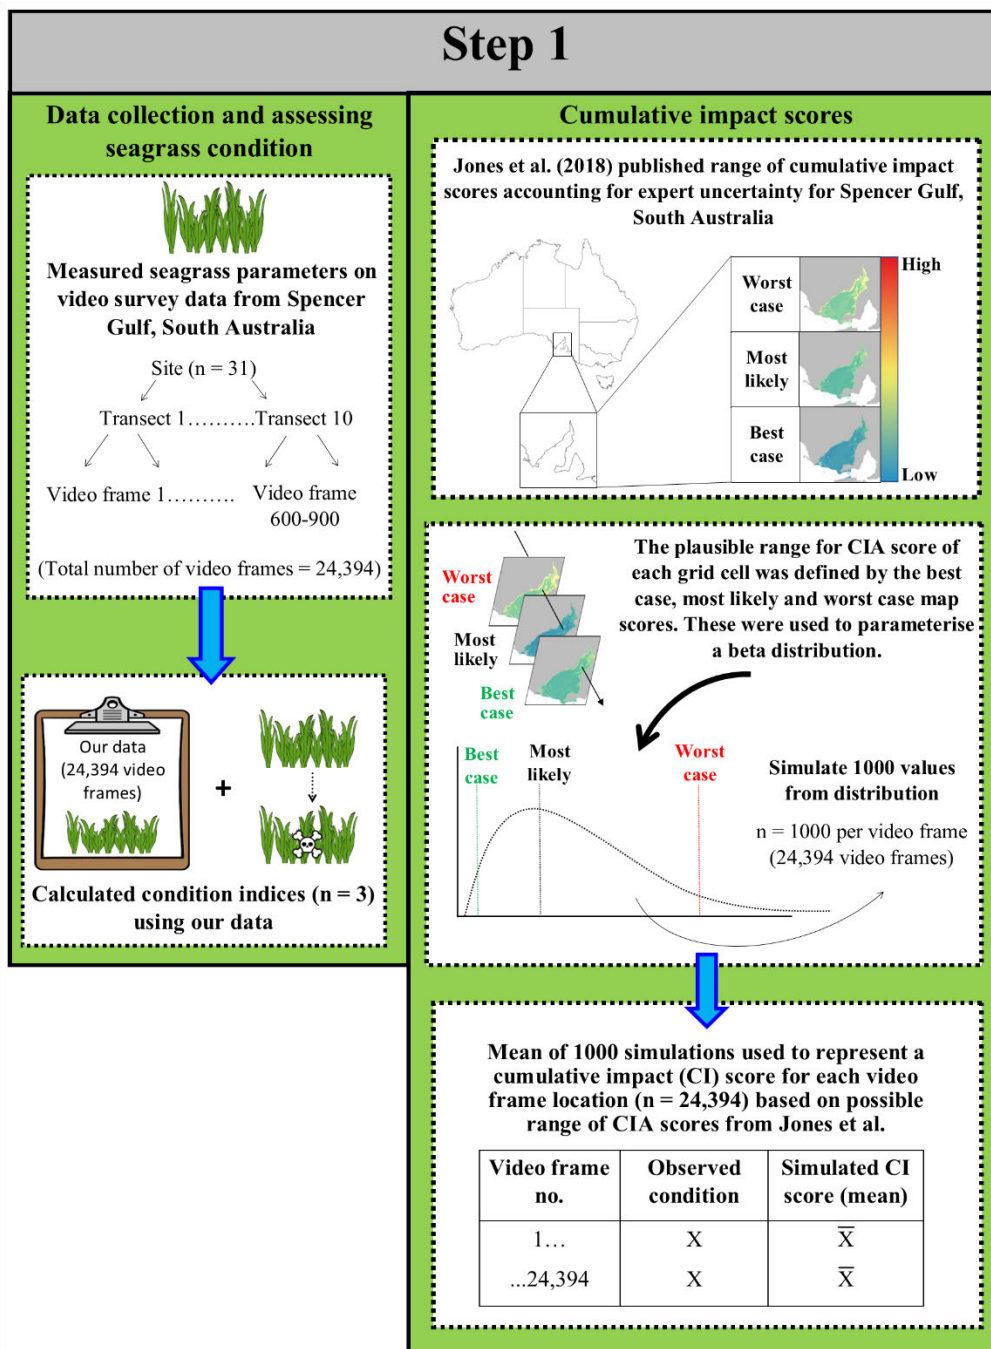 Step 1
Data collection and assessing
seagrass condition
Measured seagrass parameters on
video survey data from Spencer
Gulf, South Australia
Site (n = 31)
Transect 1……….Transect 10
Video frame 1……….
Video frame
600-900
(Total number of video frames = 24,394)
Our data
(24,394 video
frames)
+
Calculated condition indices (n = 3)
using our data
Cumulative impact scores
Jones et al. (2018) published range of cumulative impact
scores accounting for expert uncertainty for Spencer Gulf,
South Australia
Worst
case
Most
likely
Best
case
High
Low
Worst
case
Most
likely
Best
case
The plausible range for CIA score of
each grid cell was defined by the best
case, most likely and worst case map
scores. These were used to parameterise
a beta distribution.
Best
case
Most
likely
Worst
case
Simulate 1000 values
from distribution
n = 1000 per video frame
(24,394 video frames)
Mean of 1000 simulations used to represent a
cumulative impact (CI) score for each video
frame location (n = 24,394) based on possible
range of CIA scores from Jones et al.
Video frame
no.
Observed
condition
Simulated CI
score (mean)
1… X X̅
...24,394 X X̅